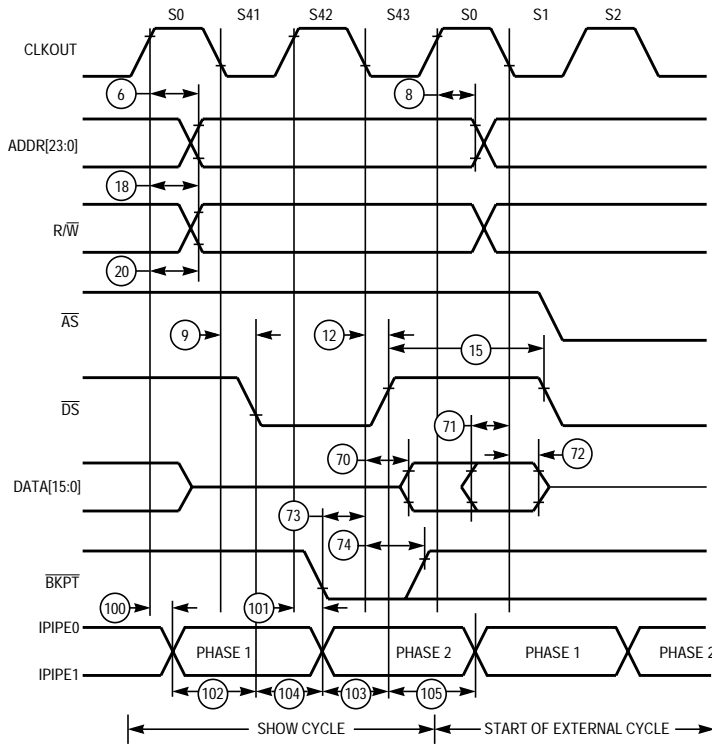 S0 S41 S42 S43 S0 S1 S2
CLKOUT
6 8
ADDR[23:0]
18
R/W
20
AS
9 12 15
DS
71
70 72
DATA[15:0]
73
74
BKPT
100 101
IPIPE0
PHASE 1 PHASE 2 PHASE 1 PHASE 2
IPIPE1
102 104 103 105
SHOW CYCLE START OF EXTERNAL CYCLE